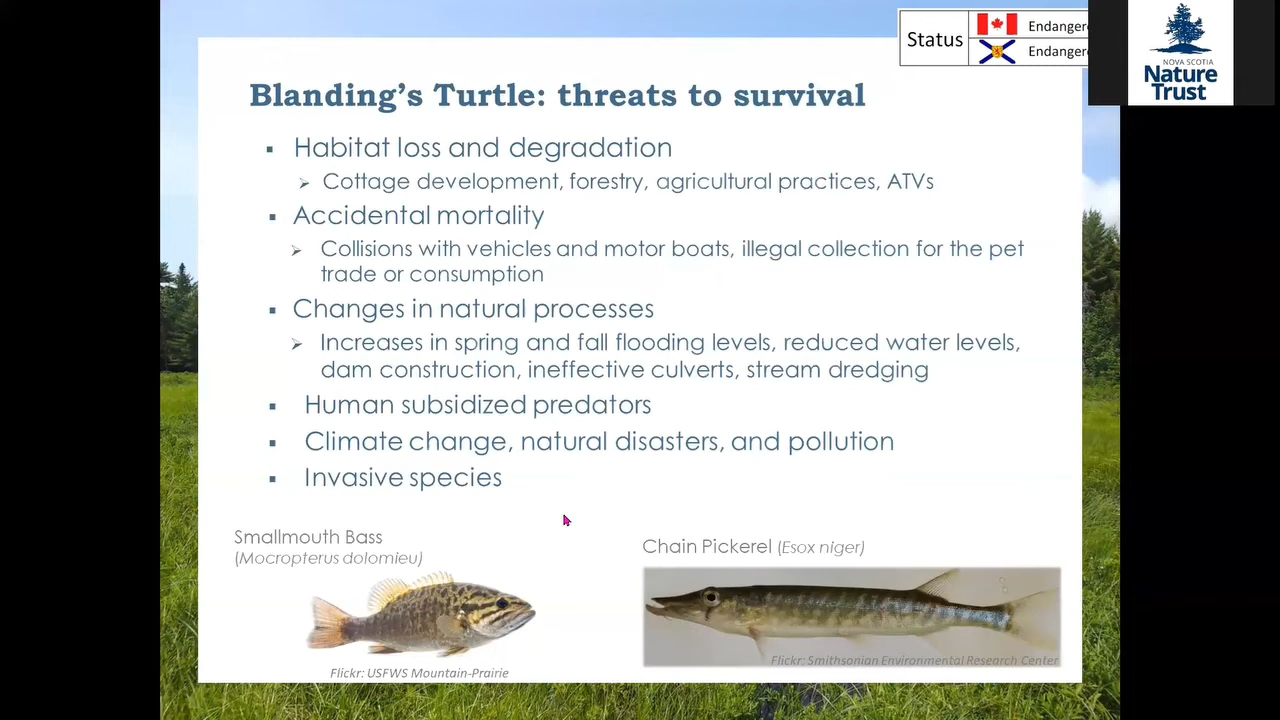 Status
Endangere
Endangere
NOVA SCOTIA
Nature
Trust
Blanding's Turtle: threats to survival
▪ Habitat loss and degradation
➢ Cottage development, forestry, agricultural practices, ATVs
▪ Accidental mortality
➢ Collisions with vehicles and motor boats, illegal collection for the pet
trade or consumption
▪ Changes in natural processes
➢ Increases in spring and fall flooding levels, reduced water levels,
dam construction, ineffective culverts, stream dredging
▪ Human subsidized predators
▪ Climate change, natural disasters, and pollution
▪ Invasive species
Smallmouth Bass
(Mocropterus dolomieu)
Chain Pickerel (Esox niger)
Flickr: USFWS Mountain-Prairie
Flickr: Smithsonian Environmental Research Center